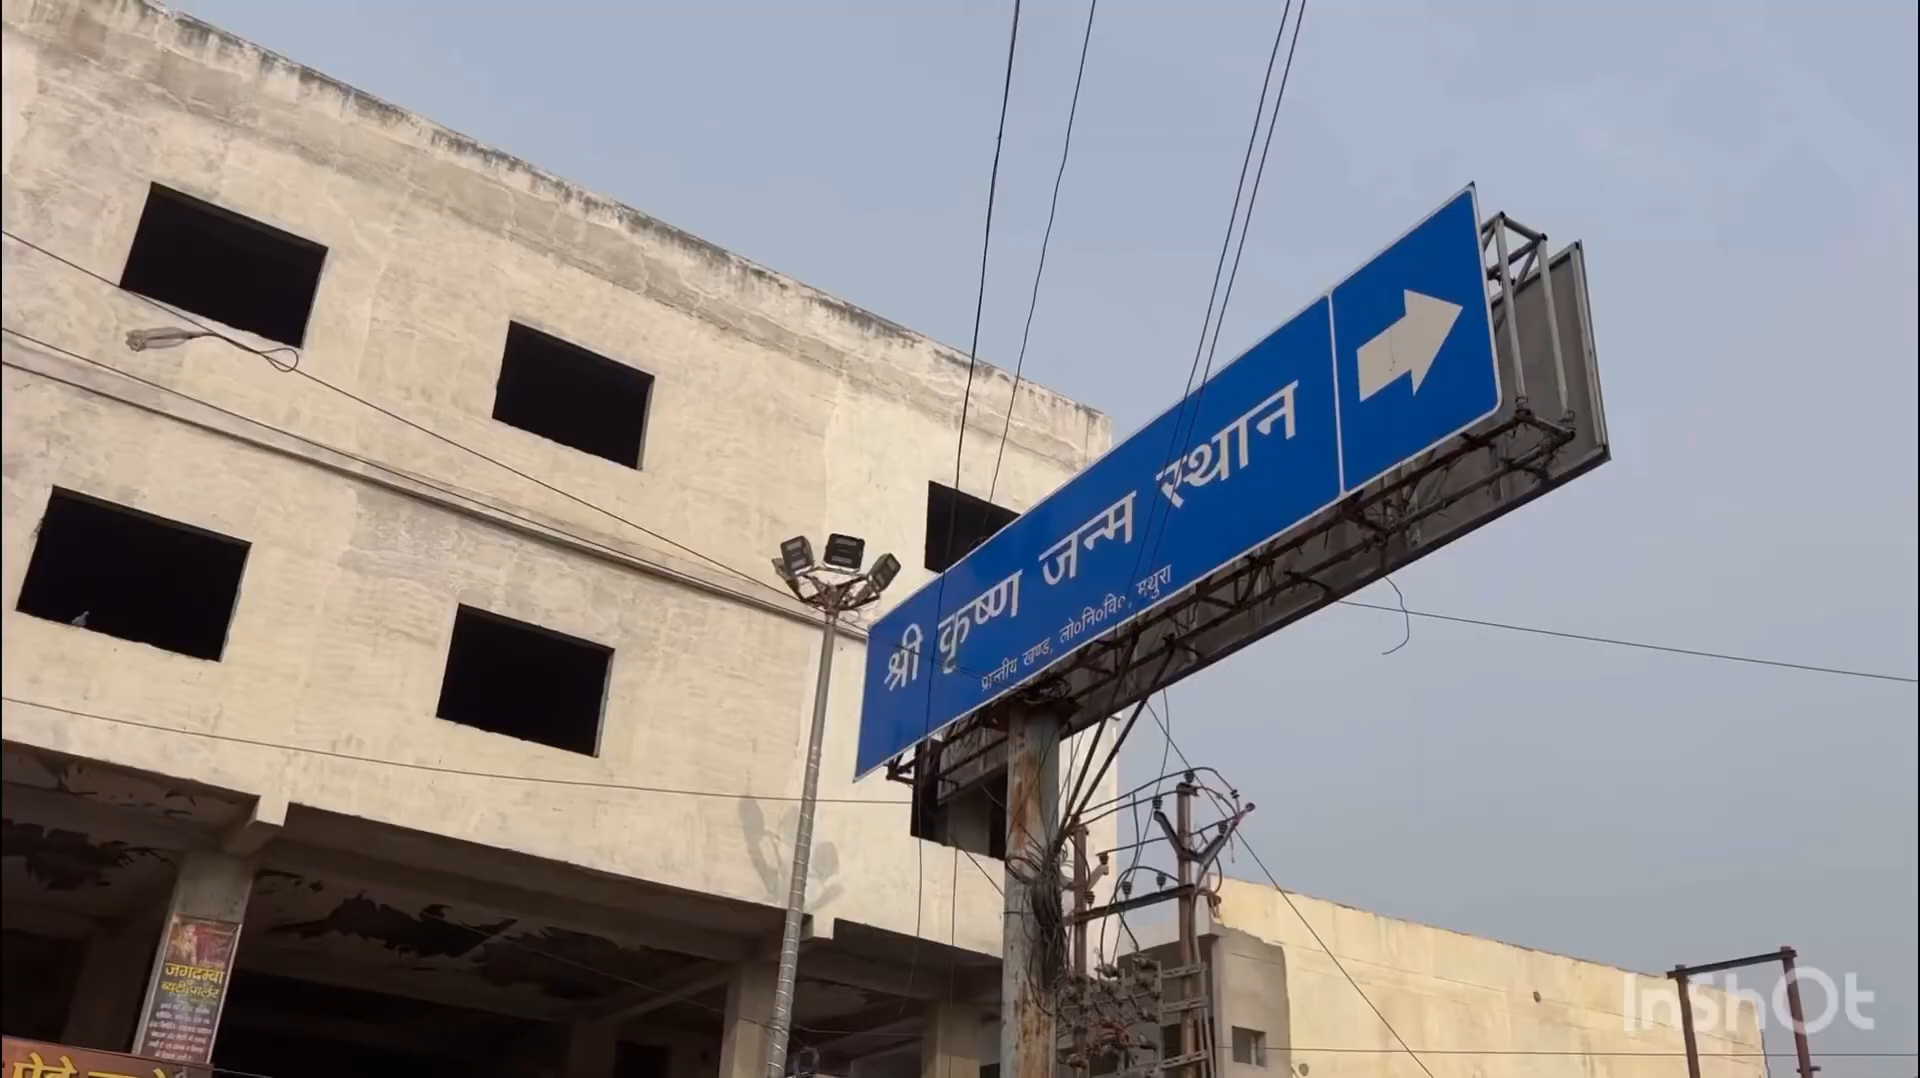 श्री कृष्ण जन्म स्थान
प्रान्तीय खण्ड, लो०नि०वि०, मथुरा
जगदम्बा
ब्यूटी पार्लर
InShOt